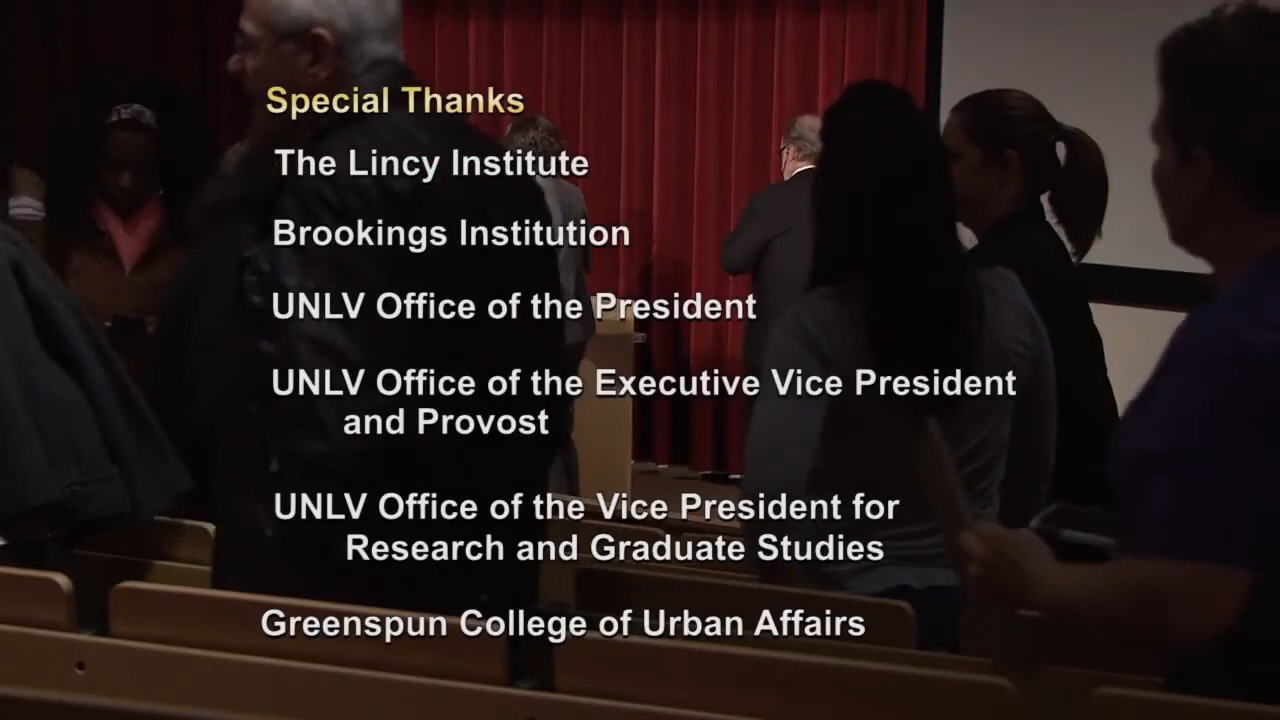 Special Thanks
The Lincy Institute
Brookings Institution
UNLV Office of the President
UNLV Office of the Executive Vice President
and Provost
UNLV Office of the Vice President for
Research and Graduate Studies
Greenspun College of Urban Affairs